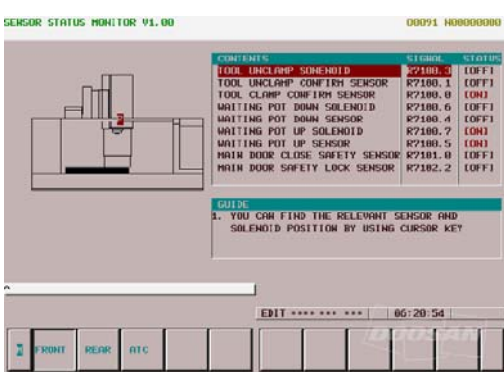 SENSOR STATUS MONITOR V1.00 O0091 N00000000
CONTENTS SIGNAL STATUS
TOOL UNCLAMP SONENOID R7100.3 [OFF]
TOOL UNCLAMP CONFIRM SENSOR R7100.1 [OFF]
TOOL CLAMP CONFIRM SENSOR R7100.0 [ON]
WAITING POT DOWN SOLENOID R7100.6 [OFF]
WAITING POT DOWN SENSOR R7100.4 [OFF]
WAITING POT UP SOLENOID R7100.7 [ON]
WAITING POT UP SENSOR R7100.5 [ON]
MAIN DOOR CLOSE SAFETY SENSOR R7101.0 [OFF]
MAIN DOOR SAFETY LOCK SENSOR R7102.2 [OFF]
GUIDE
1. YOU CAN FIND THE RELEVANT SENSOR AND
SOLENOID POSITION BY USING CURSOR KEY
^
EDIT **** *** *** 06:20:54
DOOSAN
FRONT REAR ATC